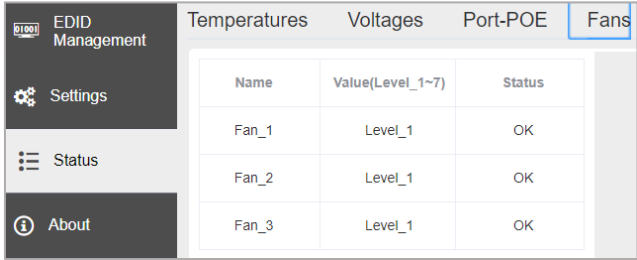 01001
EDID
Management
Settings
Status
About
Temperatures Voltages Port-POE Fans
Name Value(Level_1~7) Status
Fan_1 Level_1 OK
Fan_2 Level_1 OK
Fan_3 Level_1 OK